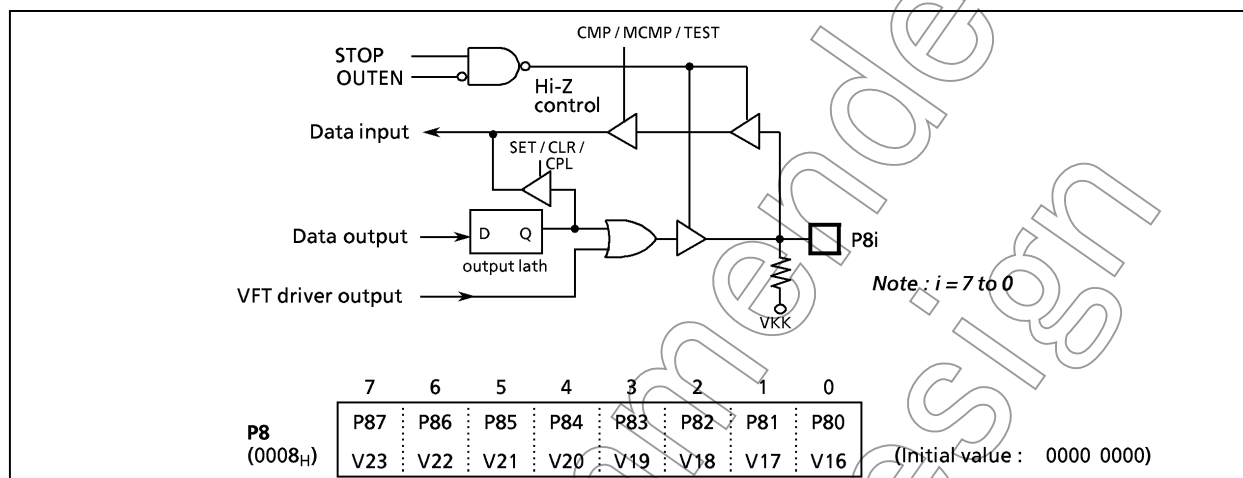 CMP / MCMP / TEST
STOP
OUTEN
Hi-Z
control
Data input
SET / CLR /
CPL
Data output
D Q
P8i
output lath
Note : i = 7 to 0
VFT driver output
VKK
7 6 5 4 3 2 1 0
P8 P87 P86 P85 P84 P83 P82 P81 P80
(0008H) V23 V22 V21 V20 V19 V18 V17 V16 (Initial value : 0000 0000)